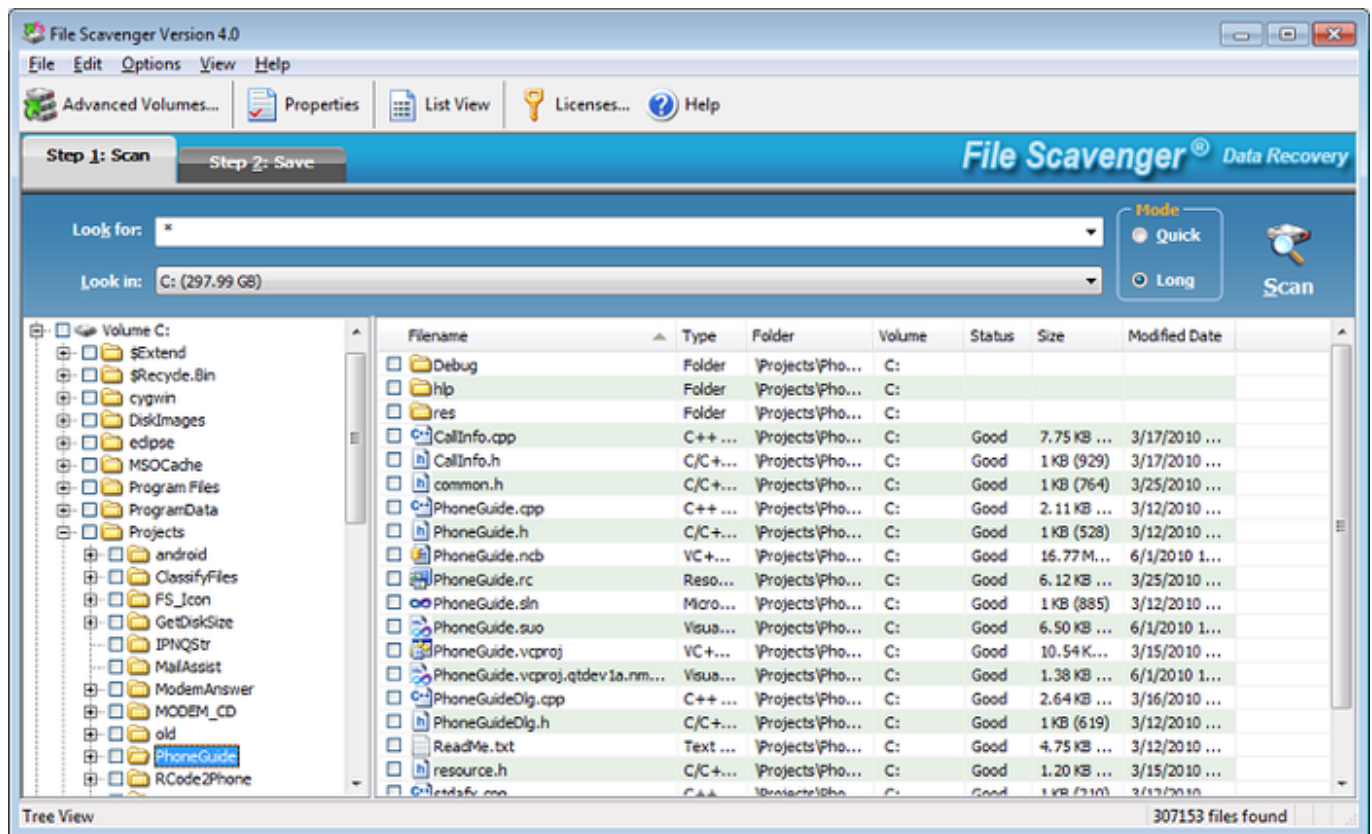 File Scavenger Version 4.0
File Edit Options View Help
Advanced Volumes... Properties List View Licenses... Help
Step 1: Scan Step 2: Save File Scavenger® Data Recovery
Look for: *
Look in: C: (297.99 GB)
Mode
Quick
Long
Scan
Volume C:
$Extend
$Recycle.Bin
cygwin
DiskImages
eclipse
MSOCache
Program Files
ProgramData
Projects
android
ClassifyFiles
FS_Icon
GetDiskSize
IPNQStr
MailAssist
ModemAnswer
MODEM_CD
old
PhoneGuide
RCode2Phone
Filename Type Folder Volume Status Size Modified Date
Debug Folder \Projects\Pho... C:
hlp Folder \Projects\Pho... C:
res Folder \Projects\Pho... C:
CallInfo.cpp C++ ... \Projects\Pho... C: Good 7.75 KB ... 3/17/2010 ...
CallInfo.h C/C+... \Projects\Pho... C: Good 1 KB (929) 3/17/2010 ...
common.h C/C+... \Projects\Pho... C: Good 1 KB (764) 3/25/2010 ...
PhoneGuide.cpp C++ ... \Projects\Pho... C: Good 2.11 KB ... 3/12/2010 ...
PhoneGuide.h C/C+... \Projects\Pho... C: Good 1 KB (528) 3/12/2010 ...
PhoneGuide.ncb VC+... \Projects\Pho... C: Good 16.77 M... 6/1/2010 1...
PhoneGuide.rc Reso... \Projects\Pho... C: Good 6.12 KB ... 3/25/2010 ...
PhoneGuide.sln Micro... \Projects\Pho... C: Good 1 KB (885) 3/12/2010 ...
PhoneGuide.suo Visua... \Projects\Pho... C: Good 6.50 KB ... 6/1/2010 1...
PhoneGuide.vcproj VC+... \Projects\Pho... C: Good 10.54 K... 3/15/2010 ...
PhoneGuide.vcproj.qtdev1a.nm... Visua... \Projects\Pho... C: Good 1.38 KB ... 6/1/2010 1...
PhoneGuideDlg.cpp C++ ... \Projects\Pho... C: Good 2.64 KB ... 3/16/2010 ...
PhoneGuideDlg.h C/C+... \Projects\Pho... C: Good 1 KB (619) 3/12/2010 ...
ReadMe.txt Text ... \Projects\Pho... C: Good 4.75 KB ... 3/12/2010 ...
resource.h C/C+... \Projects\Pho... C: Good 1.20 KB ... 3/15/2010 ...
stdafx.cpp C++ \Projects\Pho C: Good 1 KB (210) 3/12/2010
Tree View 307153 files found